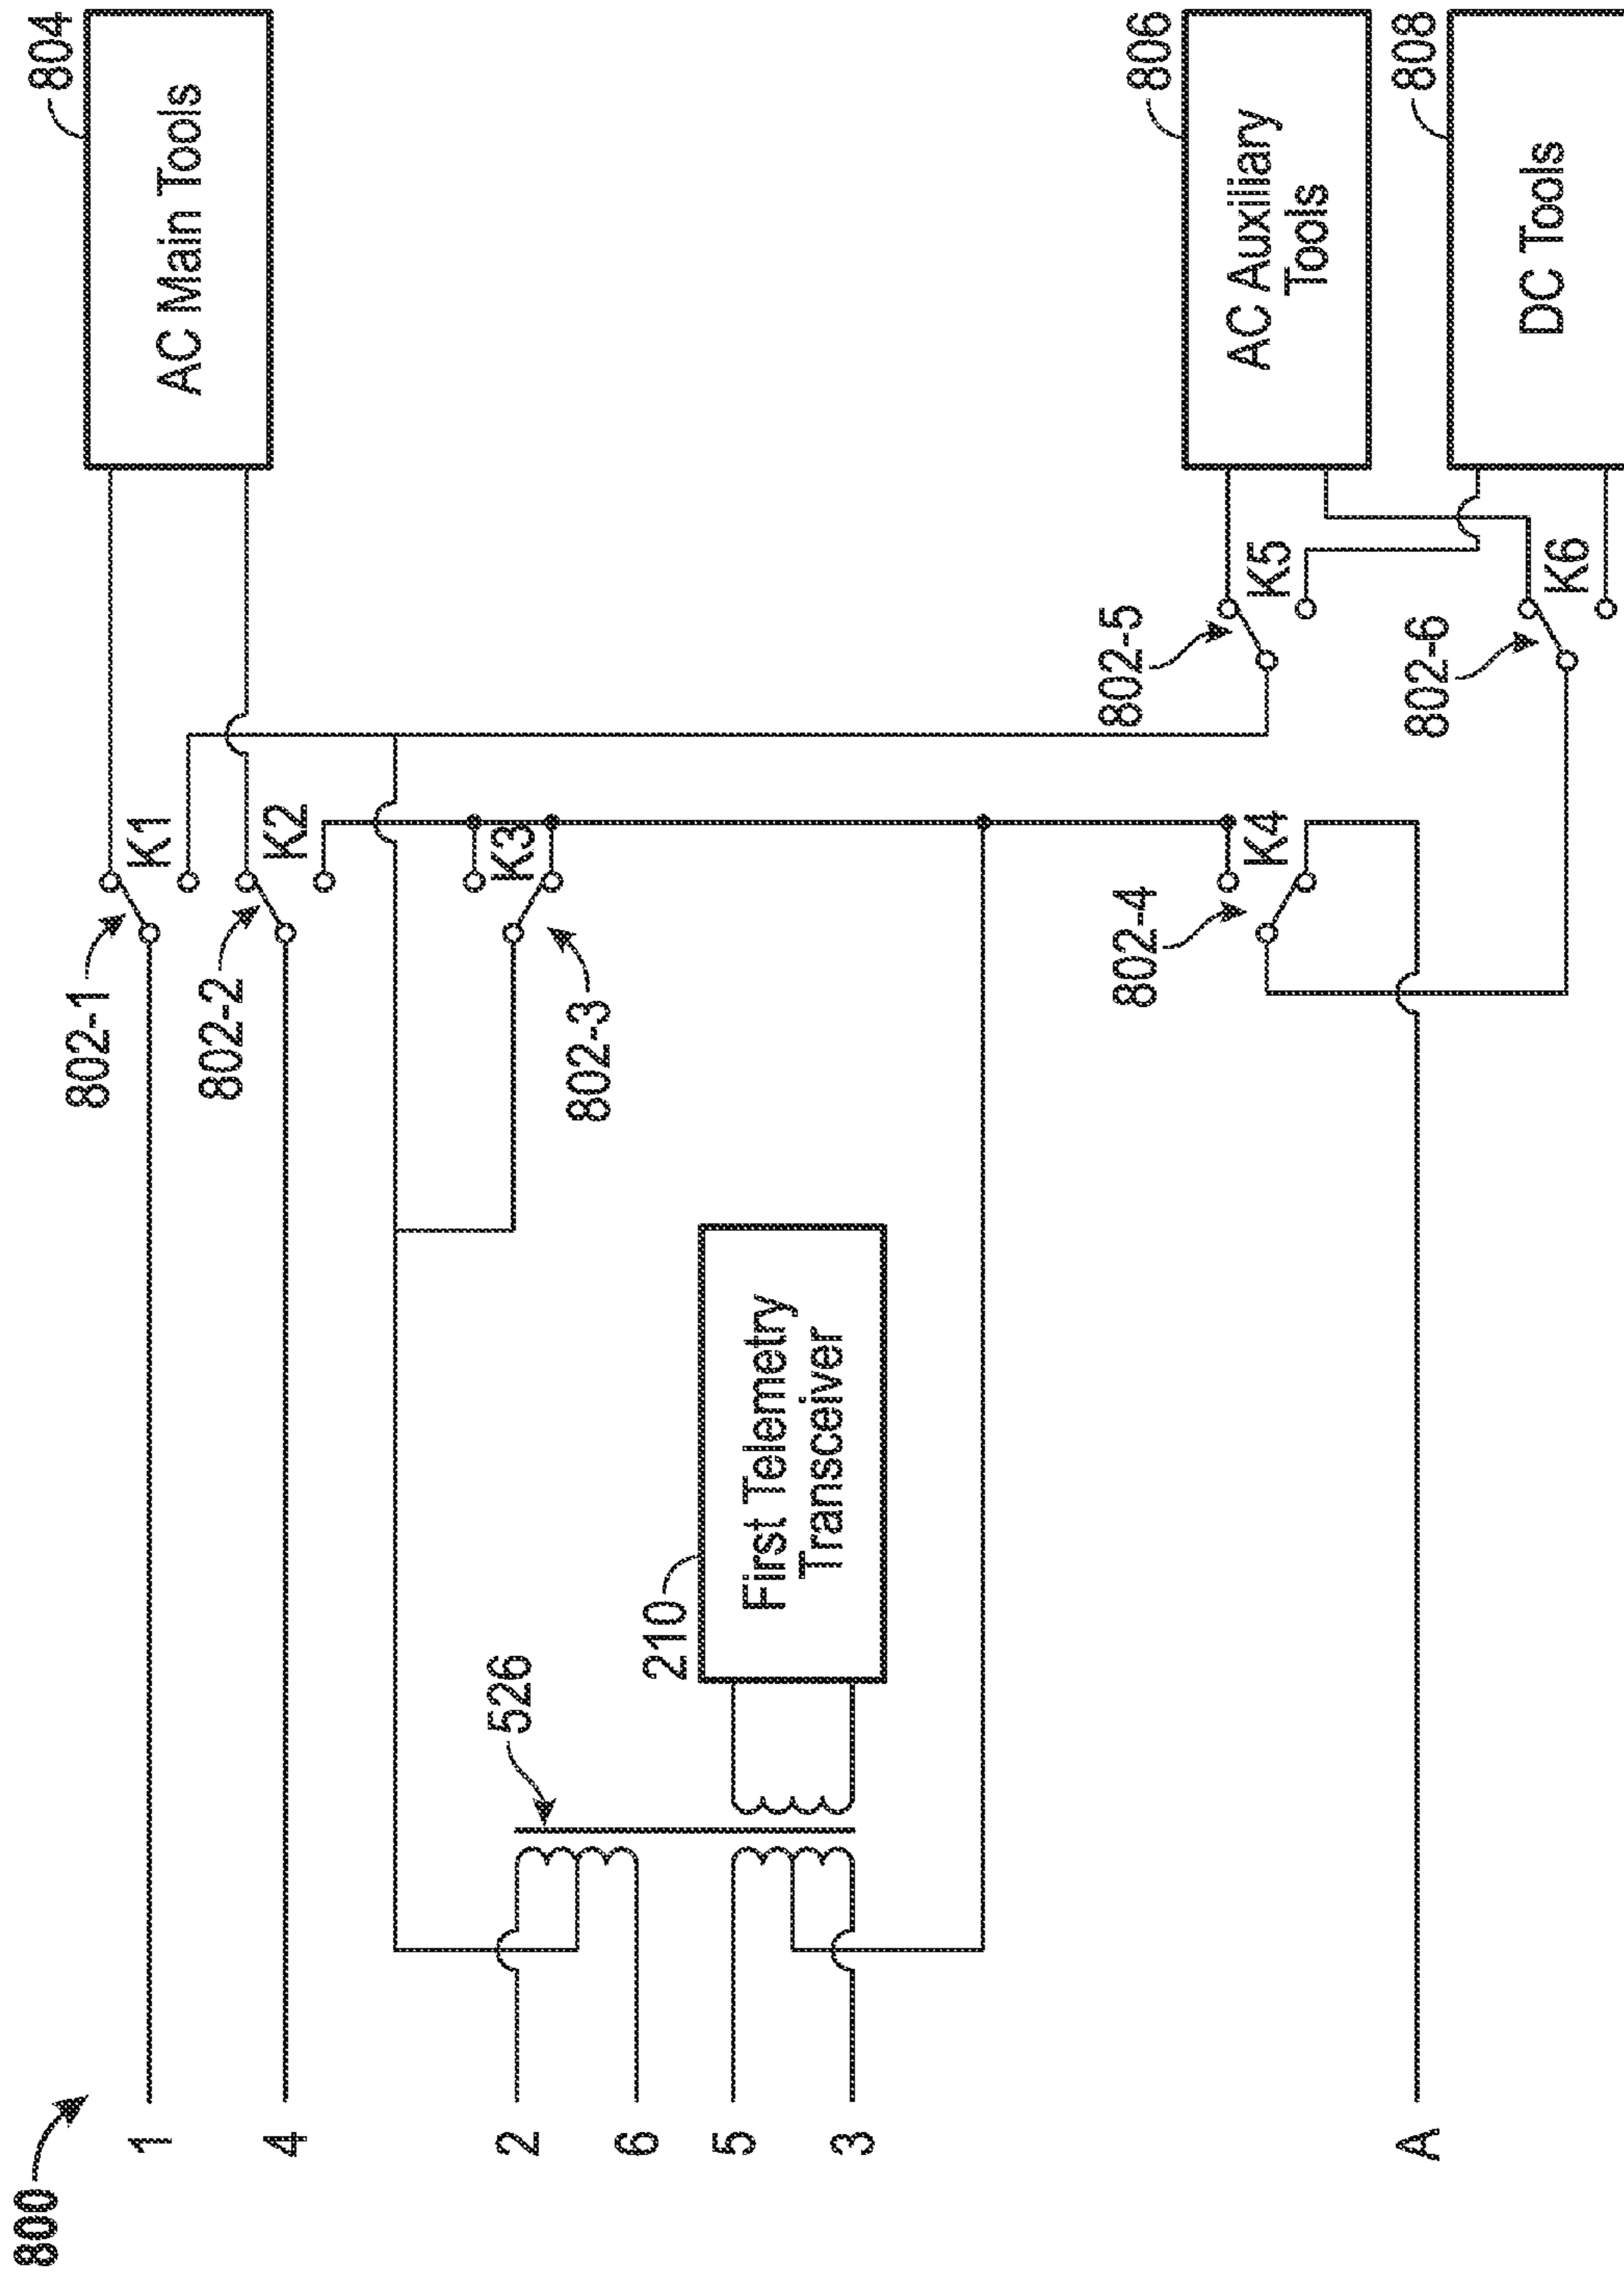 800
1
4
2
6
5
3
A
526
210
First Telemetry
Transceiver
802-1
802-2
802-3
802-4
802-5
802-6
K1
K2
K3
K4
K5
K6
804
AC Main Tools
806
AC Auxiliary
Tools
808
DC Tools